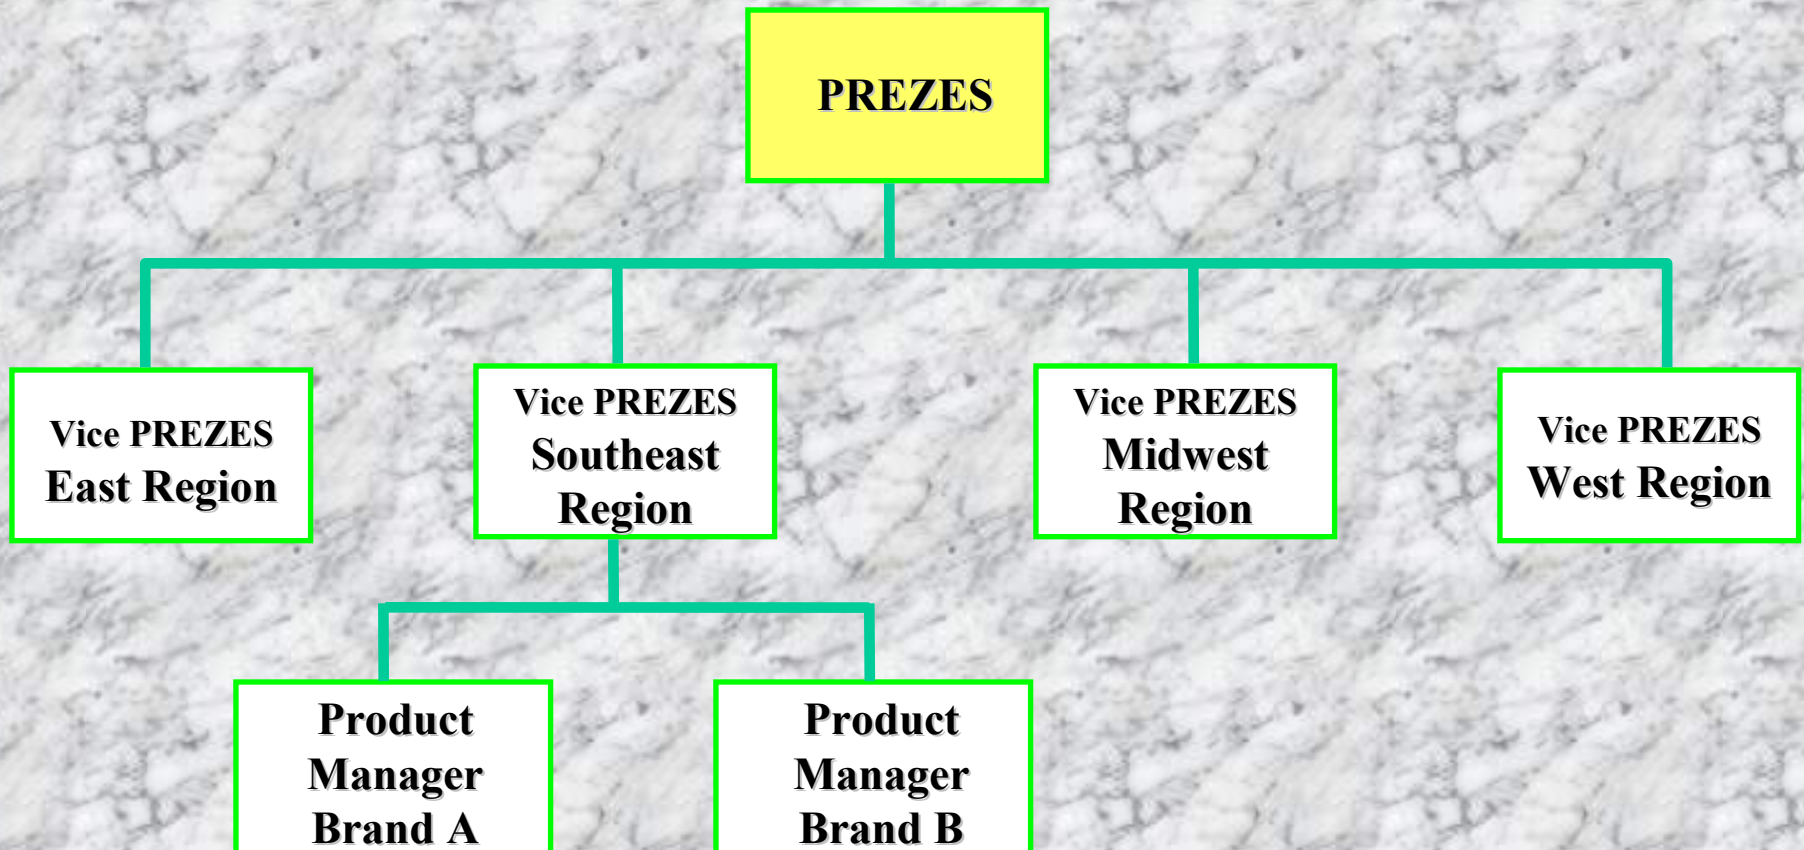 PREZES
Vice PREZES
East Region
Vice PREZES
Southeast
Region
Vice PREZES
Midwest
Region
Vice PREZES
West Region
Product
Manager
Brand A
Product
Manager
Brand B